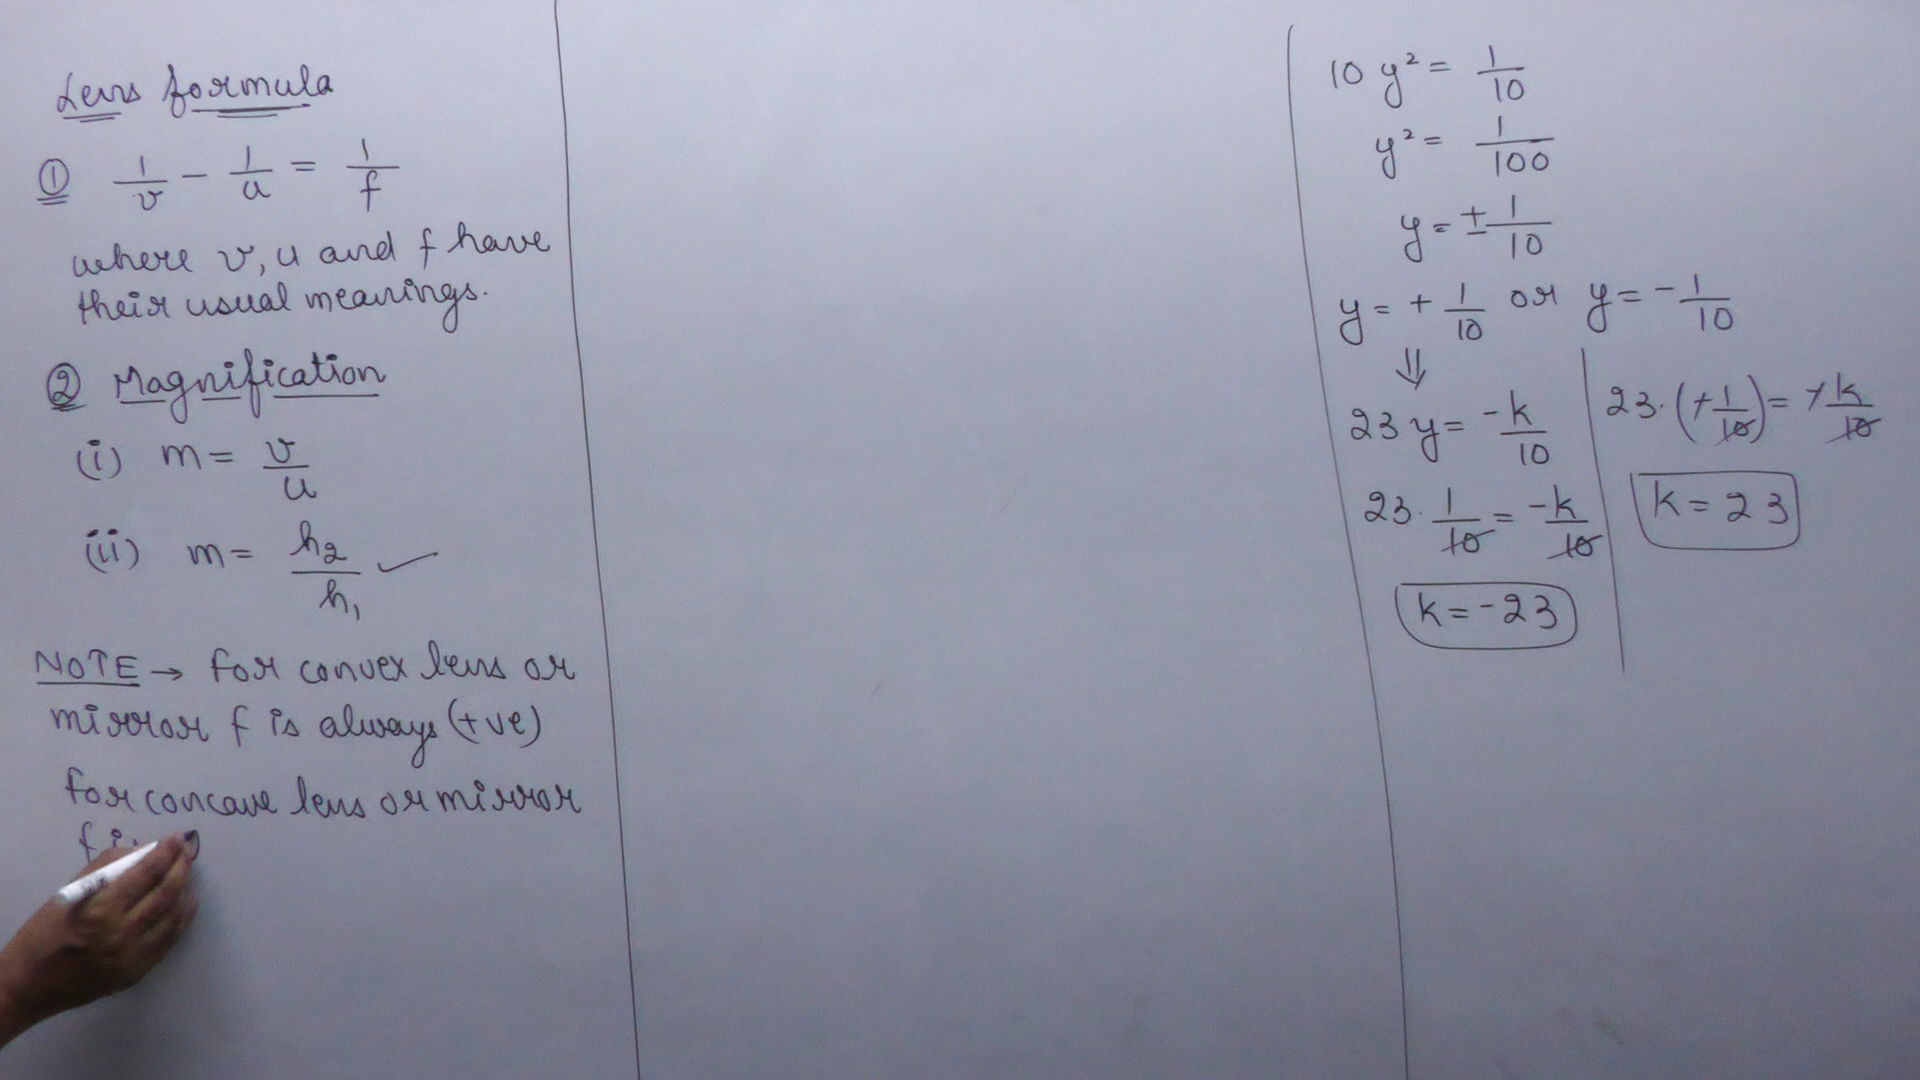 Lens formula
① 1/v - 1/u = 1/f
where v, u and f have
their usual meanings.
② Magnification
(i) m = v/u
(ii) m = h₂/h₁ ✓
NOTE → for convex lens or
mirror f is always (+ve)
for concave lens or mirror
f is
10 y² = 1/10
y² = 1/100
y = ± 1/10
y = + 1/10 or y = - 1/10
⇓
23 y = -k/10
23 · 1/10 = -k/10
k = -23
23 · (+1/10) = +k/10
k = 23